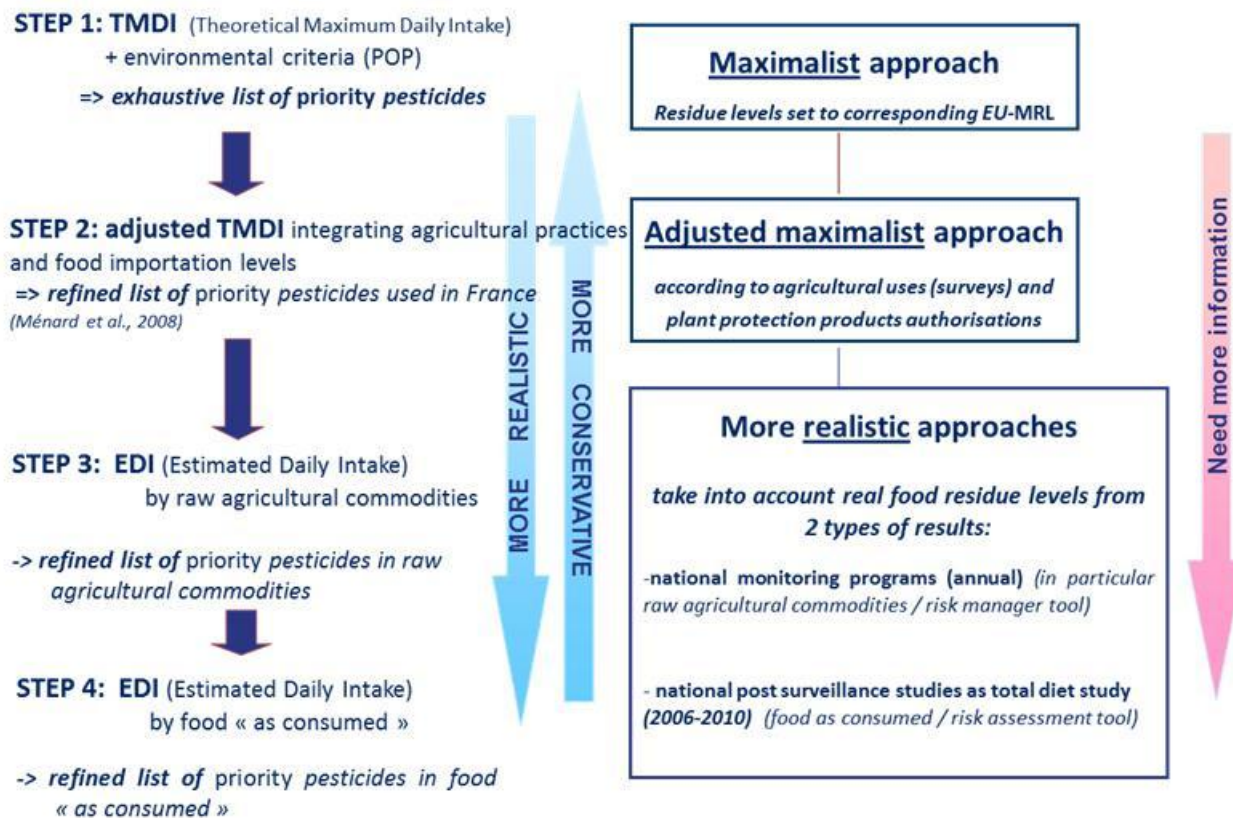 STEP 1: TMDI (Theoretical Maximum Daily Intake)
+ environmental criteria (POP)
=> exhaustive list of priority pesticides
STEP 2: adjusted TMDI integrating agricultural practices
and food importation levels
=> refined list of priority pesticides used in France
(Ménard et al., 2008)
STEP 3: EDI (Estimated Daily Intake)
by raw agricultural commodities
-> refined list of priority pesticides in raw
agricultural commodities
STEP 4: EDI (Estimated Daily Intake)
by food « as consumed »
-> refined list of priority pesticides in food
« as consumed »
MORE REALISTIC
MORE CONSERVATIVE
Maximalist approach
Residue levels set to corresponding EU-MRL
Adjusted maximalist approach
according to agricultural uses (surveys) and
plant protection products authorisations
More realistic approaches
take into account real food residue levels from
2 types of results:
-national monitoring programs (annual) (in particular
raw agricultural commodities / risk manager tool)
- national post surveillance studies as total diet study
(2006-2010) (food as consumed / risk assessment tool)
Need more information